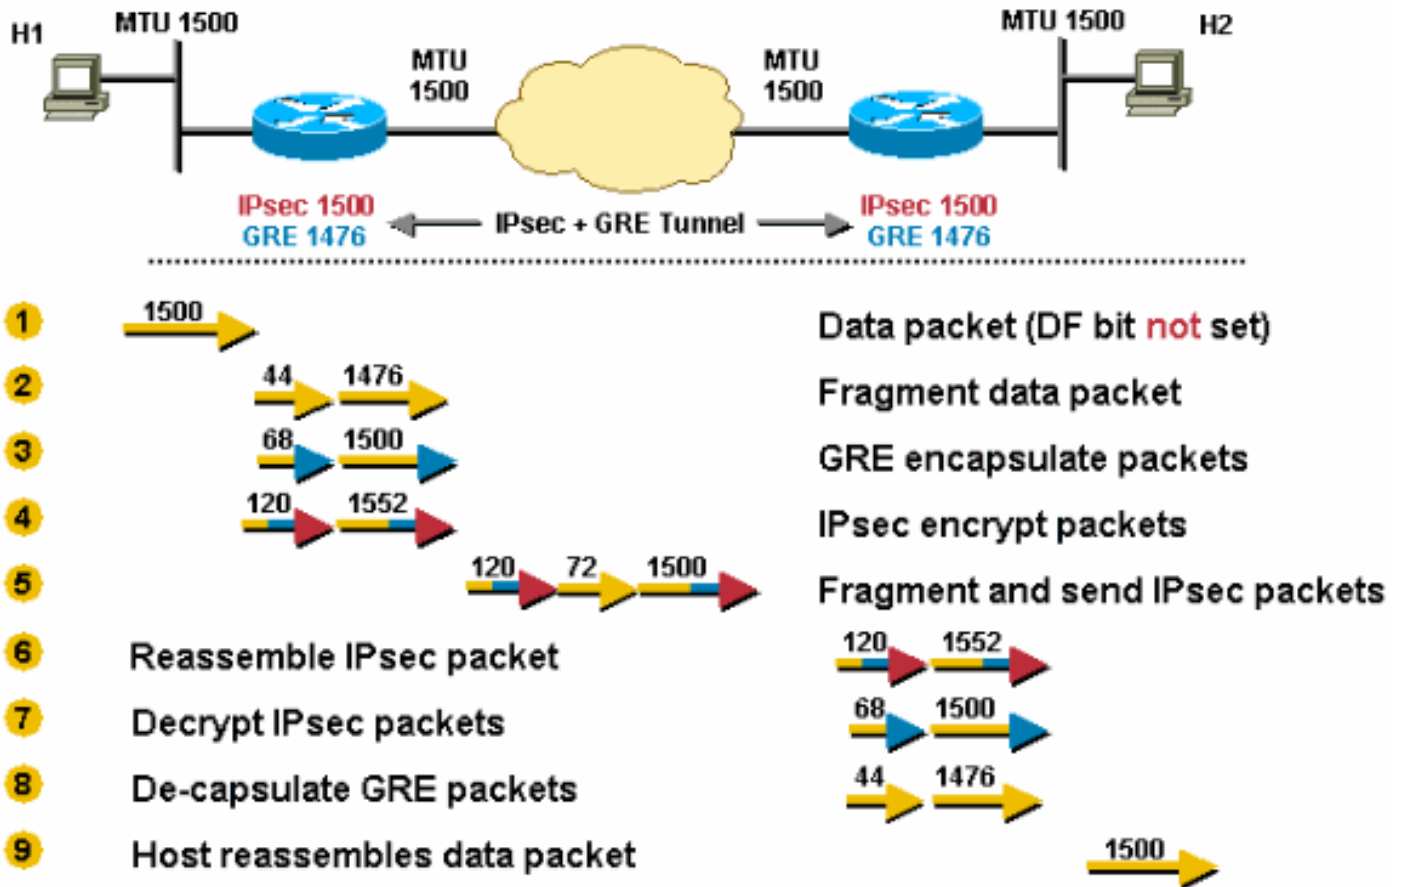 H1 MTU 1500 MTU 1500 H2
MTU 1500 MTU 1500
IPsec 1500 IPsec + GRE Tunnel IPsec 1500
GRE 1476 GRE 1476
1 1500 Data packet (DF bit not set)
2 44 1476 Fragment data packet
3 68 1500 GRE encapsulate packets
4 120 1552 IPsec encrypt packets
5 120 72 1500 Fragment and send IPsec packets
6 Reassemble IPsec packet 120 1552
7 Decrypt IPsec packets 68 1500
8 De-capsulate GRE packets 44 1476
9 Host reassembles data packet 1500